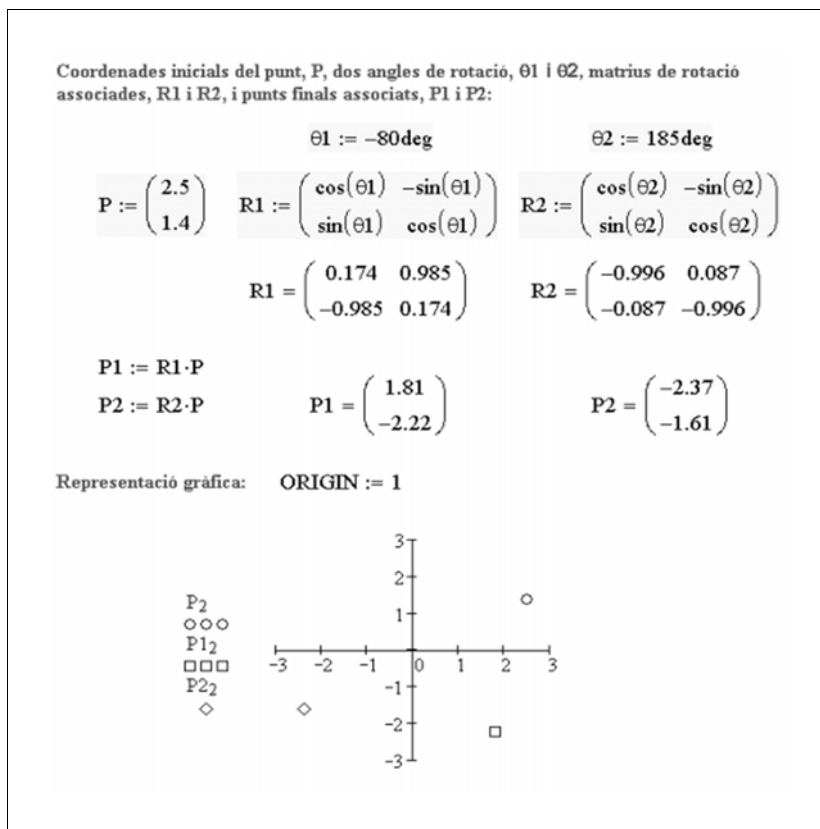 Coordenades inicials del punt, P, dos angles de rotació, θ1 i θ2, matrius de rotació
associades, R1 i R2, i punts finals associats, P1 i P2:
θ1 := −80deg θ2 := 185deg
P := (2.5 1.4) R1 := (cos(θ1) −sin(θ1) sin(θ1) cos(θ1)) R2 := (cos(θ2) −sin(θ2) sin(θ2) cos(θ2))
R1 = (0.174 0.985 −0.985 0.174) R2 = (−0.996 0.087 −0.087 −0.996)
P1 := R1·P
P2 := R2·P P1 = (1.81 −2.22) P2 = (−2.37 −1.61)
Representació gràfica: ORIGIN := 1
P₂
P1₂
P2₂
3
2
1
−3 −2 −1 0 1 2 3
−1
−2
−3